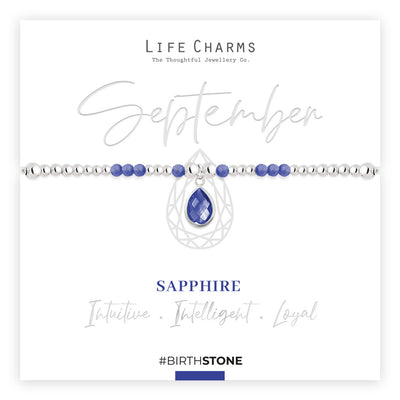 LIFE CHARMS
The Thoughtful Jewellery Co.
September
SAPPHIRE
Intuitive . Intelligent . Loyal
#BIRTHSTONE